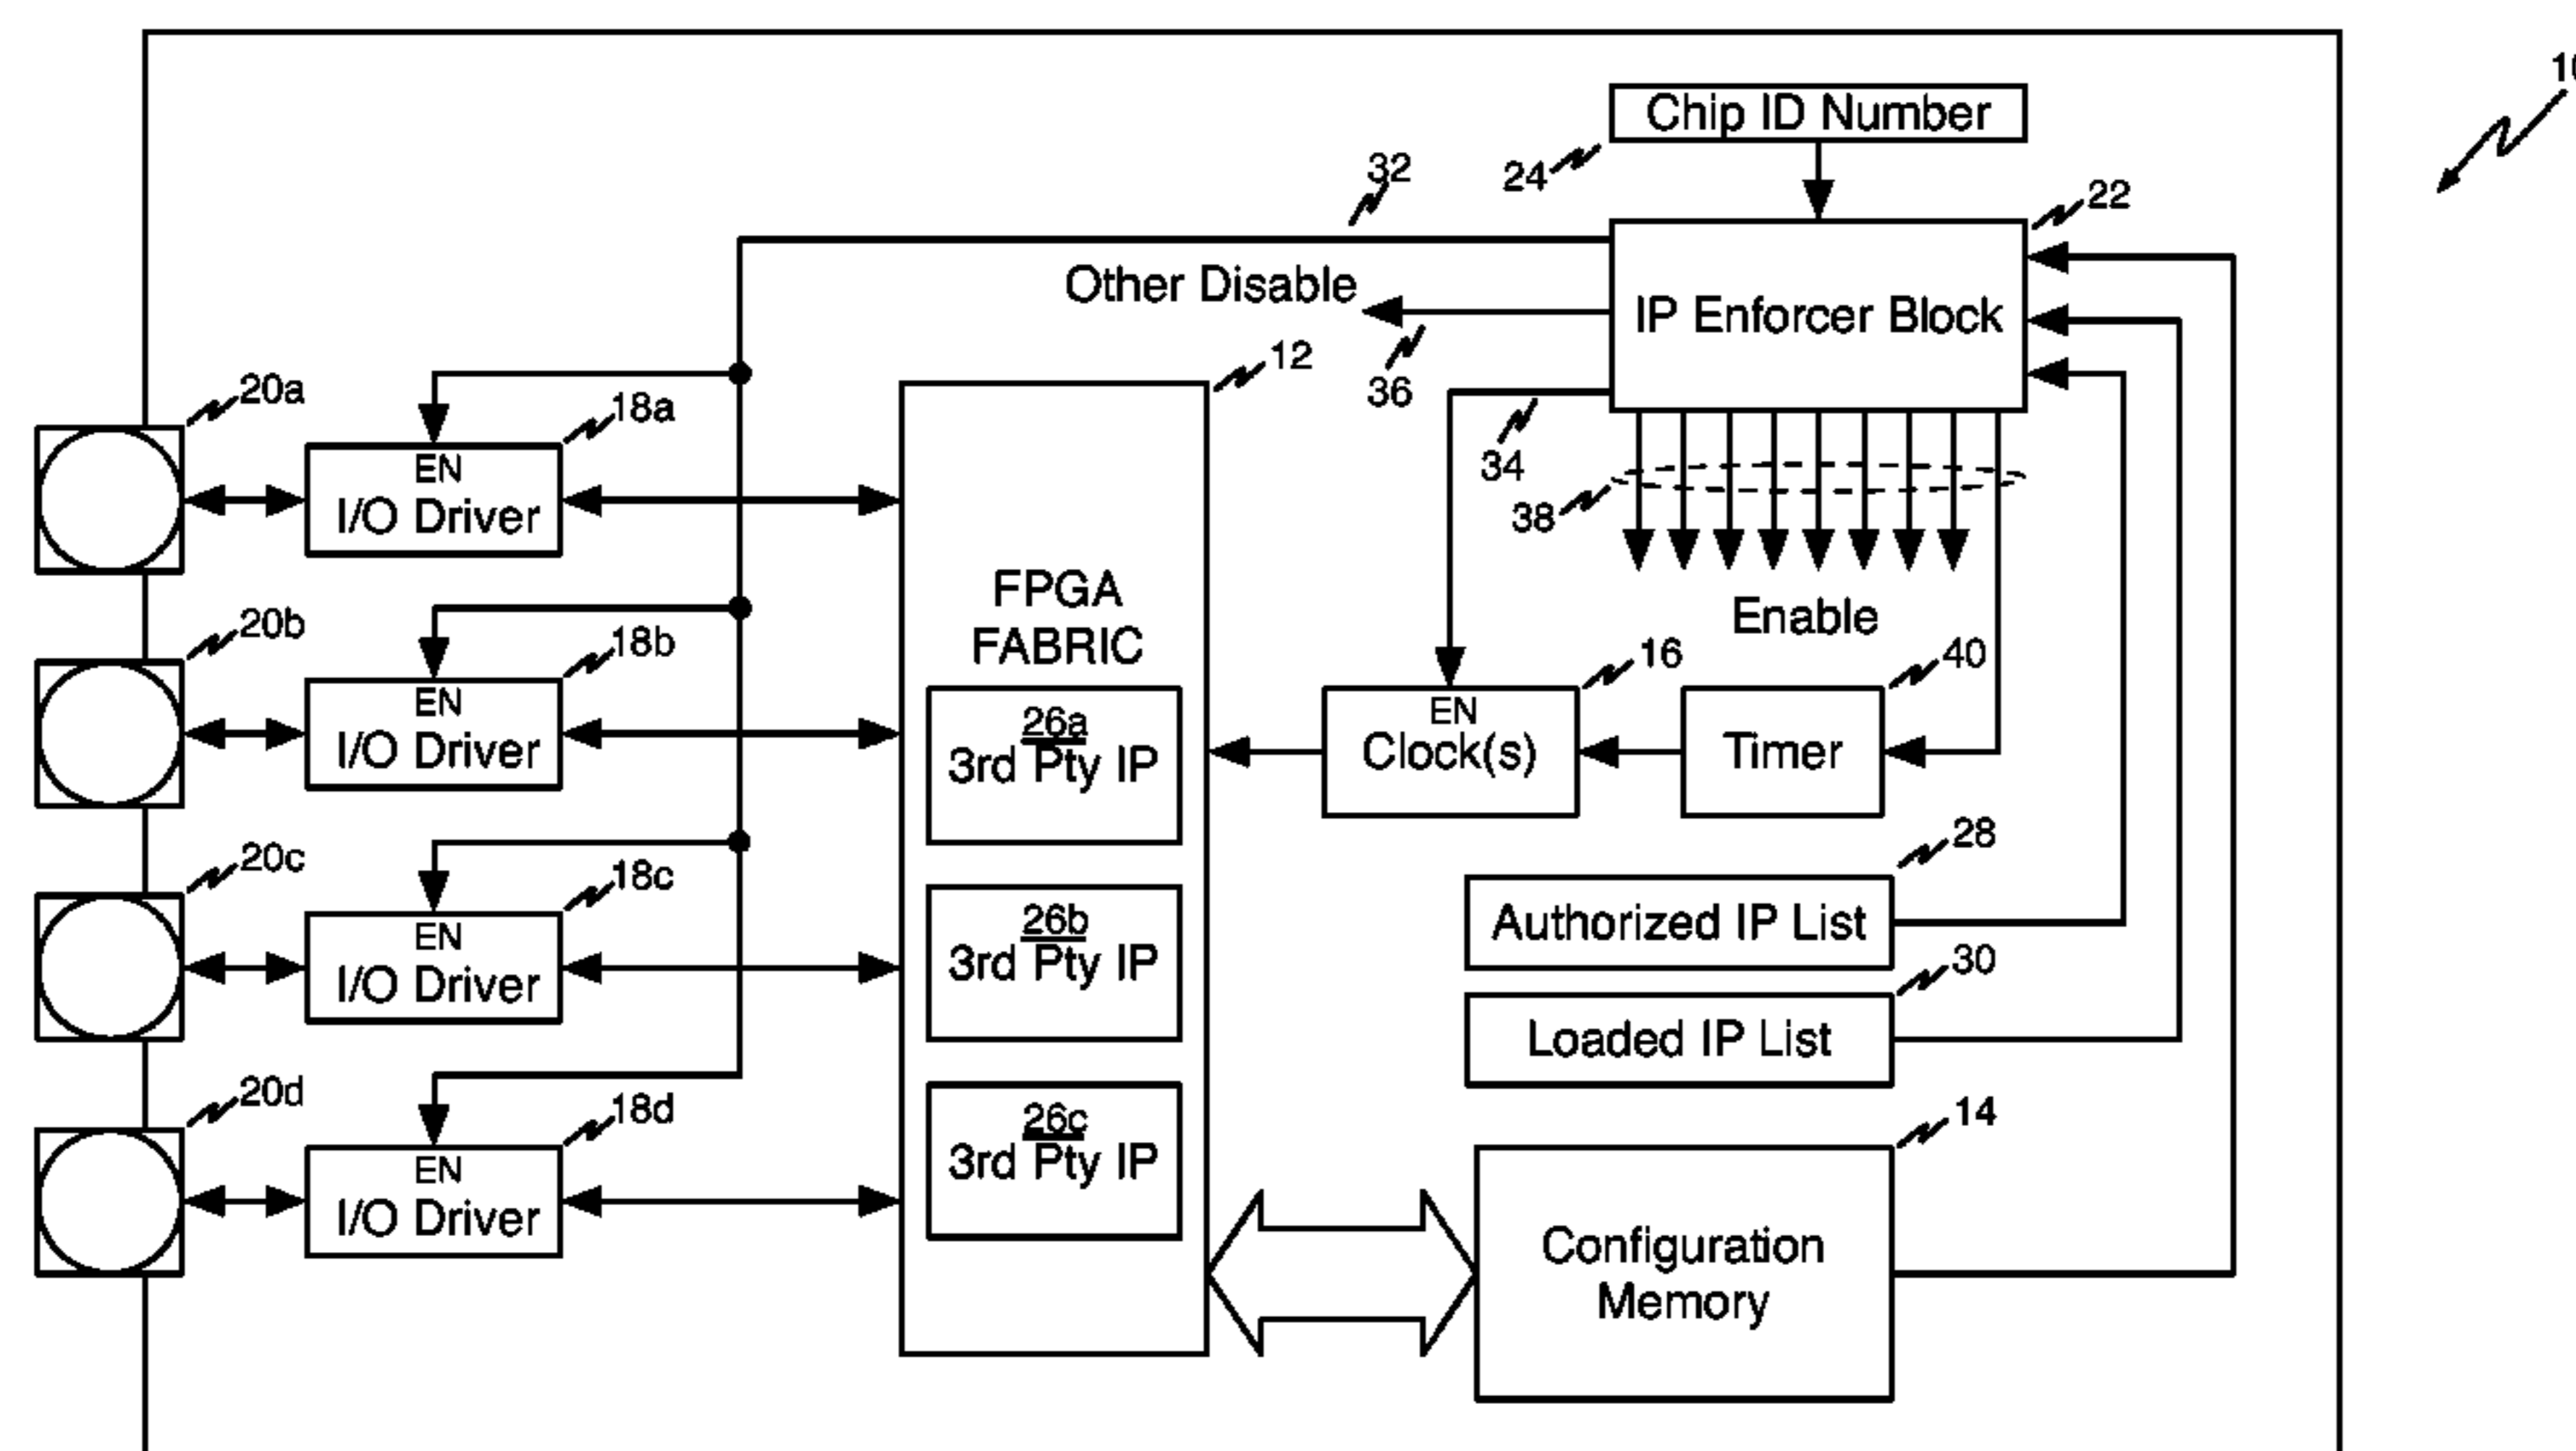 10
Chip ID Number
24
32
22
Other Disable
IP Enforcer Block
36
12
34
38
Enable
20a
18a
EN
I/O Driver
FPGA
FABRIC
20b
18b
EN
I/O Driver
26a
3rd Pty IP
16
EN
Clock(s)
40
Timer
20c
18c
EN
I/O Driver
26b
3rd Pty IP
28
Authorized IP List
30
Loaded IP List
20d
18d
EN
I/O Driver
26c
3rd Pty IP
14
Configuration
Memory